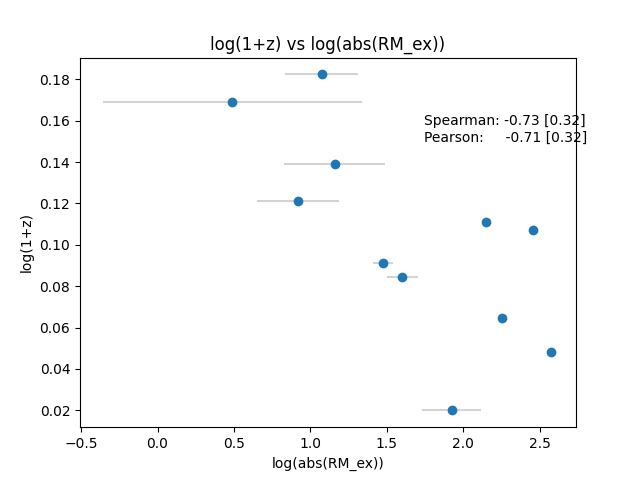 log(1+z) vs log(abs(RM_ex))
0.18
0.16
0.14
0.12
0.10
0.08
0.06
0.04
0.02
log(1+z)
Spearman: -0.73 [0.32]
Pearson: -0.71 [0.32]
−0.5 0.0 0.5 1.0 1.5 2.0 2.5
log(abs(RM_ex))